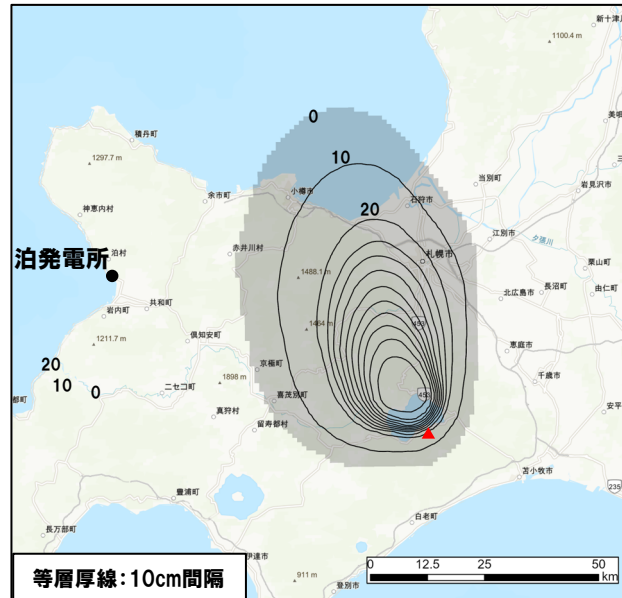 新十津川
1100.4 m
積丹町
美唄
0
1297.7 m
10
三
当別町
岩見沢市
余市町
小樽市
神恵内村
20
石狩市
江別市
夕張川
泊村
赤井川村
札幌市
栗山町
泊発電所
1488.1 m
北広島市
長沼町
由仁町
共和町
岩内町
1464 m
453
1211.7 m
倶知安町
恵庭市
20
京極町
千歳市
10
0
ニセコ町
1898 m
453
都町
喜茂別町
安平
真狩村
留寿都村
苫小牧市
235
豊浦町
白老町
長万部町
伊達市
0
12.5
25
50
km
等層厚線:10cm間隔
911 m
登別市